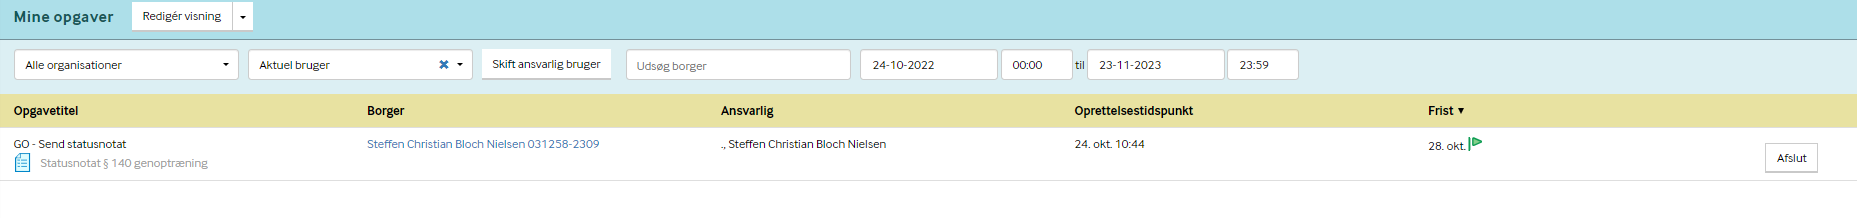 Mine opgaver Redigér visning
Alle organisationer Aktuel bruger Skift ansvarlig bruger Udsøg borger 24-10-2022 00:00 til 23-11-2023 23:59
Opgavetitel Borger Ansvarlig Oprettelsestidspunkt Frist
GO - Send statusnotat Steffen Christian Bloch Nielsen 031258-2309 ., Steffen Christian Bloch Nielsen 24. okt. 10:44 28. okt.
Statusnotat § 140 genoptræning Afslut